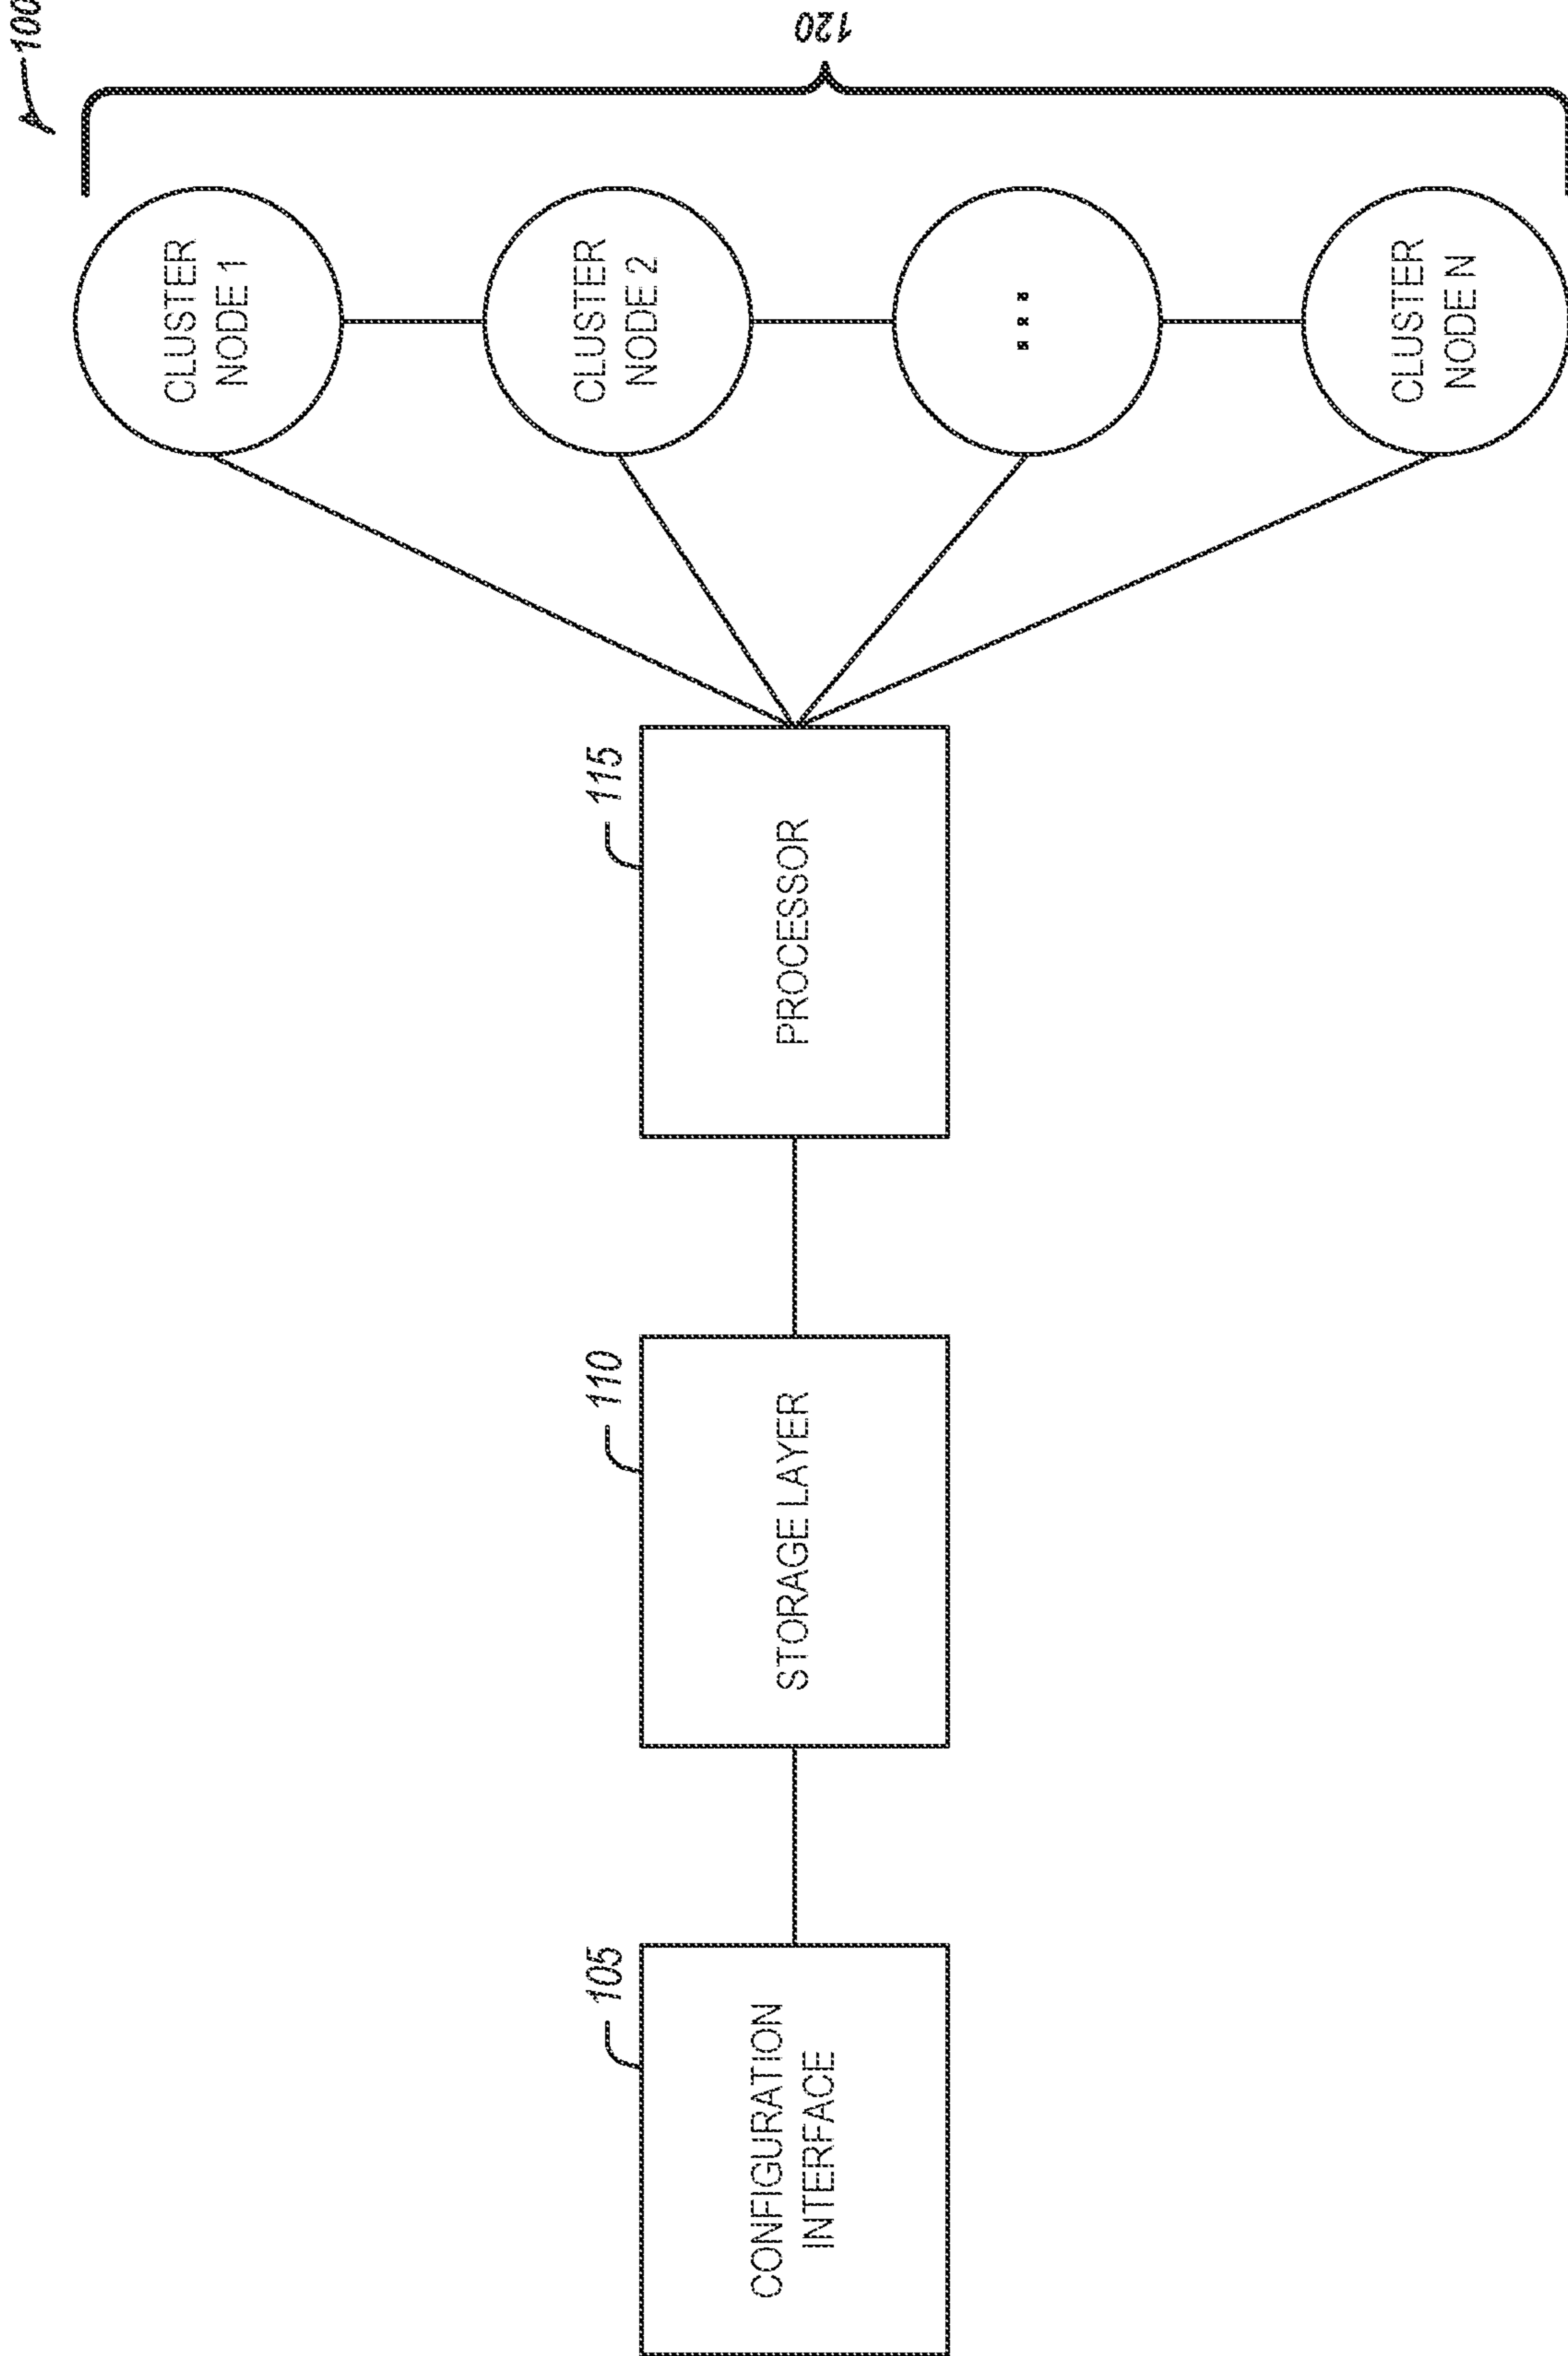 100
120
CLUSTER
NODE 1
CLUSTER
NODE 2
...
CLUSTER
NODE N
115
PROCESSOR
110
STORAGE LAYER
105
CONFIGURATION
INTERFACE